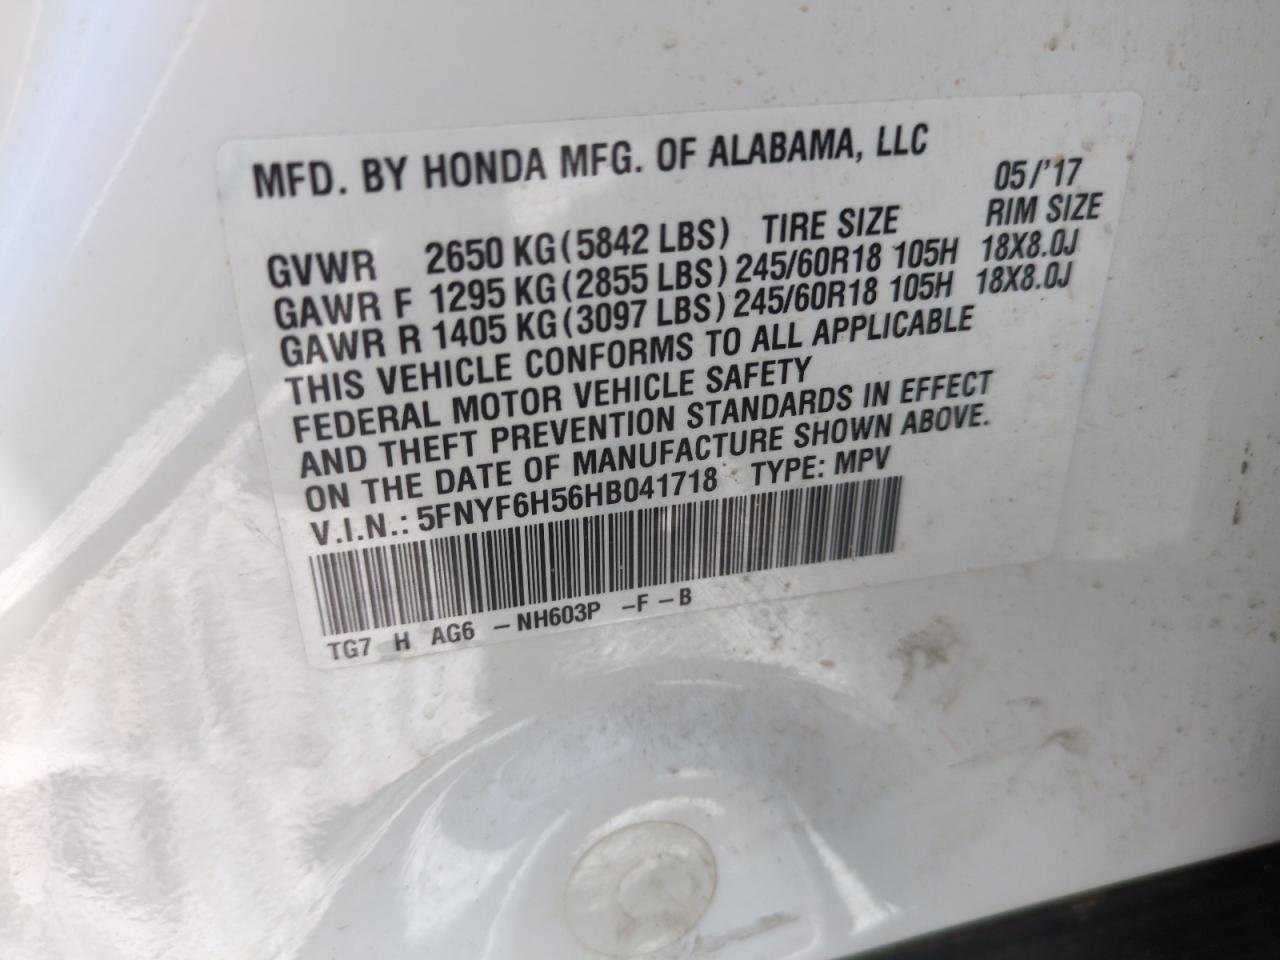 MFD. BY HONDA MFG. OF ALABAMA, LLC
05/'17
GVWR 2650 KG(5842 LBS) TIRE SIZE RIM SIZE
GAWR F 1295 KG(2855 LBS) 245/60R18 105H 18X8.0J
GAWR R 1405 KG(3097 LBS) 245/60R18 105H 18X8.0J
THIS VEHICLE CONFORMS TO ALL APPLICABLE
FEDERAL MOTOR VEHICLE SAFETY
AND THEFT PREVENTION STANDARDS IN EFFECT
ON THE DATE OF MANUFACTURE SHOWN ABOVE.
V.I.N.: 5FNYF6H56HB041718 TYPE: MPV
TG7 H AG6 -NH603P -F-B